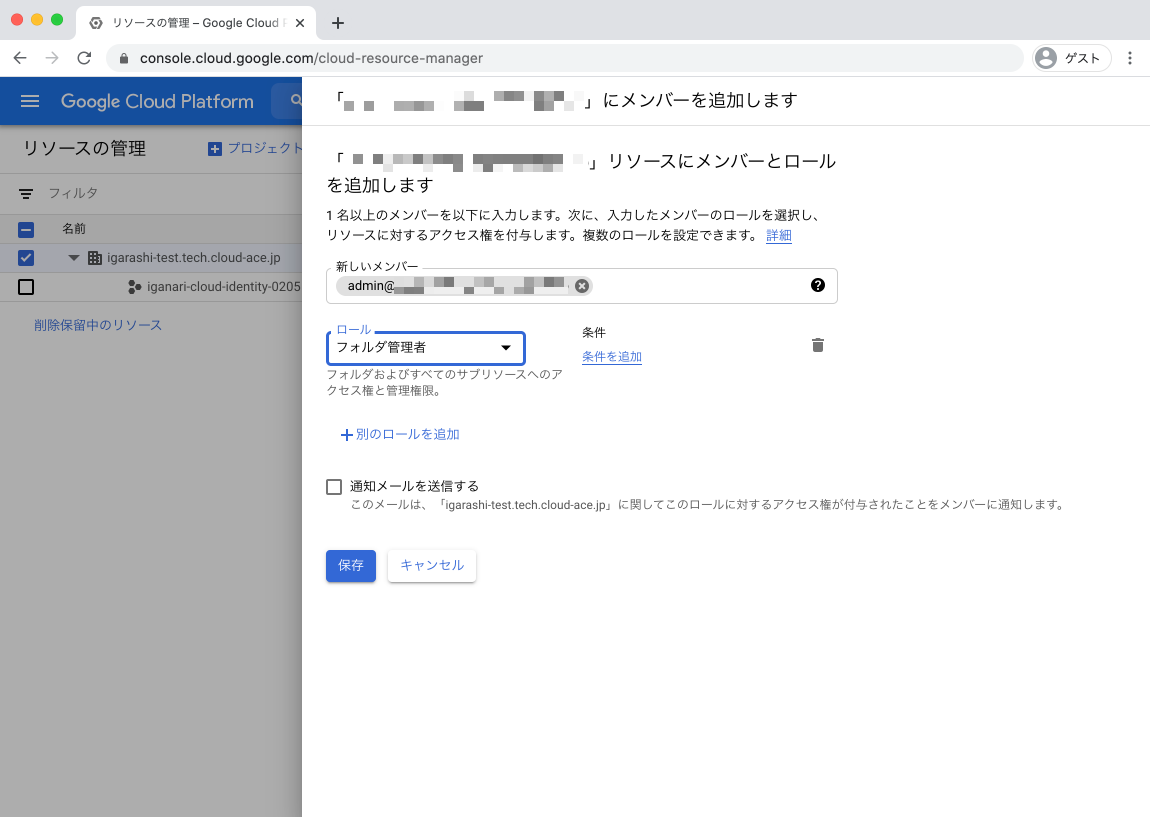 リソースの管理 – Google Cloud P
console.cloud.google.com/cloud-resource-manager
ゲスト
Google Cloud Platform
「」にメンバーを追加します
リソースの管理
プロジェクト
「」リソースにメンバーとロール
を追加します
フィルタ
1 名以上のメンバーを以下に入力します。次に、入力したメンバーのロールを選択し、
リソースに対するアクセス権を付与します。複数のロールを設定できます。 詳細
名前
igarashi-test.tech.cloud-ace.jp
iganari-cloud-identity-0205
削除保留中のリソース
新しいメンバー
admin@
ロール
フォルダ管理者
条件
条件を追加
フォルダおよびすべてのサブリソースへのア
クセス権と管理権限。
別のロールを追加
通知メールを送信する
このメールは、「igarashi-test.tech.cloud-ace.jp」に関してこのロールに対するアクセス権が付与されたことをメンバーに通知します。
保存
キャンセル